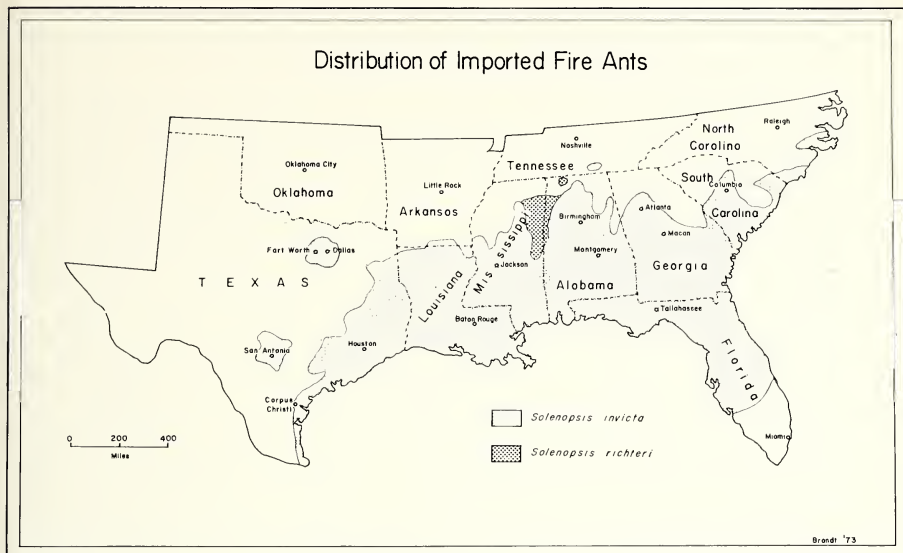 Distribution of Imported Fire Ants
Raleigh
North
Carolino
Nashville
Tennessee
Oklahoma City
Oklahoma
Little Rock
Arkansos
South
Columbia
Carolina
Atlanta
Birmingham
Mississippi
Macon
Fort Worth
Dallas
Montgomery
Georgia
TEXAS
Louisiana
Jackson
Alobama
Tallahassee
Baton Rouge
Houston
San Antonia
Florida
Corpus
Christi
Miami
0 200 400
Miles
Solenopsis invicta
Solenopsis richteri
Brandt '73